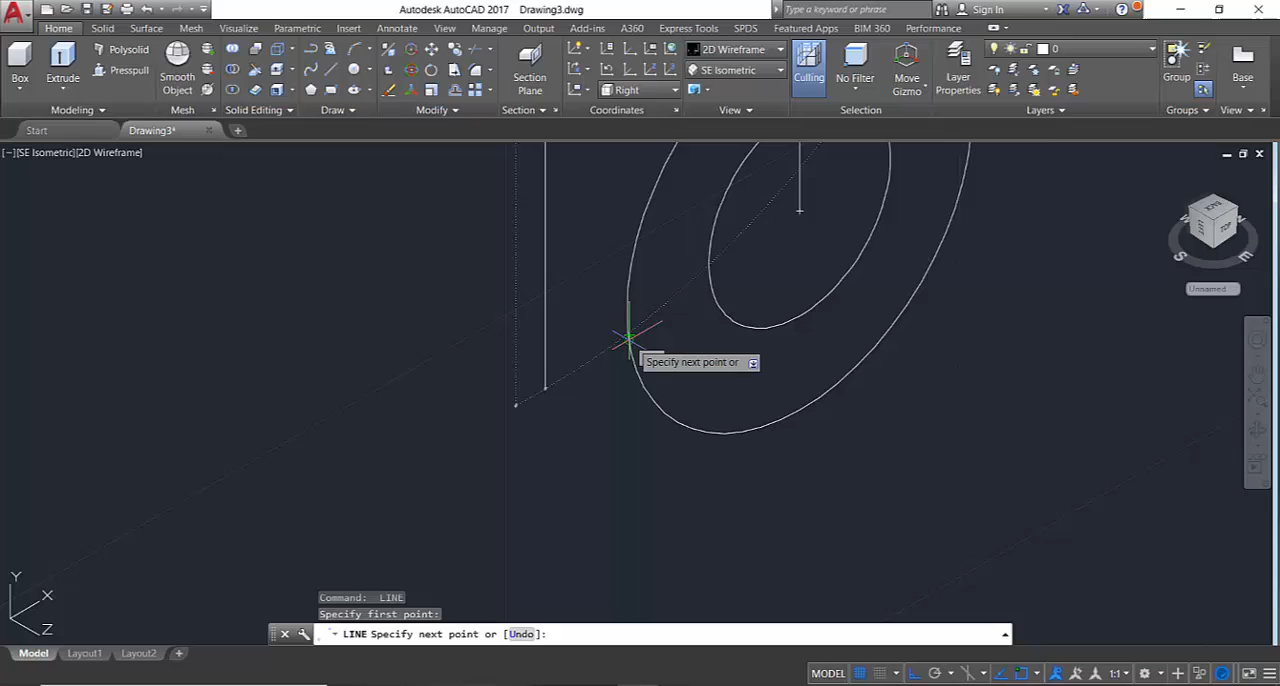 Autodesk AutoCAD 2017 Drawing3.dwg
Type a keyword or phrase
Sign In
Home Solid Surface Mesh Visualize Parametric Insert Annotate View Manage Output Add-ins A360 Express Tools SPDS Featured Apps BIM 360 Performance
Box
Extrude
Polysolid
Presspull
Smooth Object
Section Plane
Right
2D Wireframe
SE Isometric
Culling
No Filter
Move Gizmo
Layer Properties
0
Group
Base
Modeling Mesh Solid Editing Draw Modify Section Coordinates View Selection Layers Groups View
Start Drawing3* +
[−][SE Isometric][2D Wireframe]
BACK
LEFT
TOP
W
S
E
Unnamed
Specify next point or
Y
X
Z
Command: LINE
Specify first point:
LINE Specify next point or [Undo]:
Model Layout1 Layout2 +
MODEL 1:1